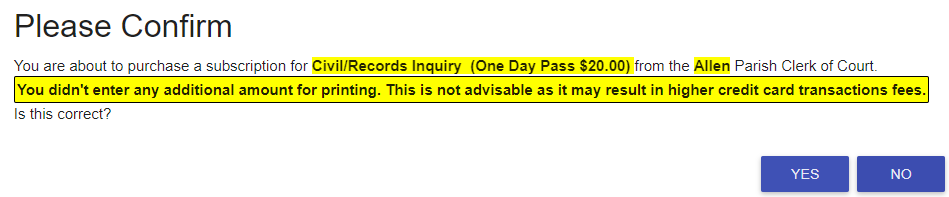 Please Confirm
You are about to purchase a subscription for Civil/Records Inquiry (One Day Pass $20.00) from the Allen Parish Clerk of Court.
You didn't enter any additional amount for printing. This is not advisable as it may result in higher credit card transactions fees.
Is this correct?
YES NO